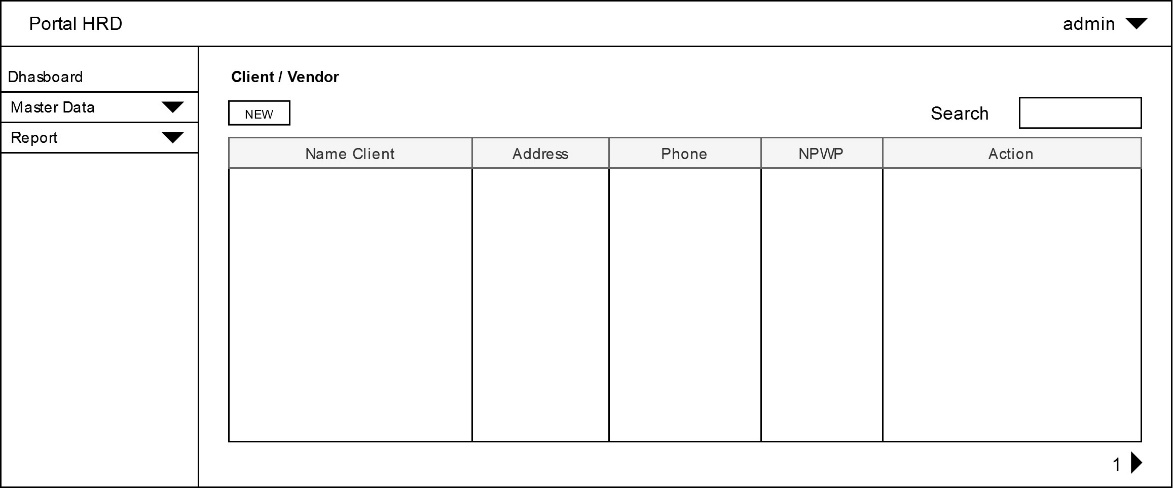 Portal HRD
admin
Dhasboard
Master Data
Report
Client / Vendor
NEW
Search
Name Client Address Phone NPWP Action
1